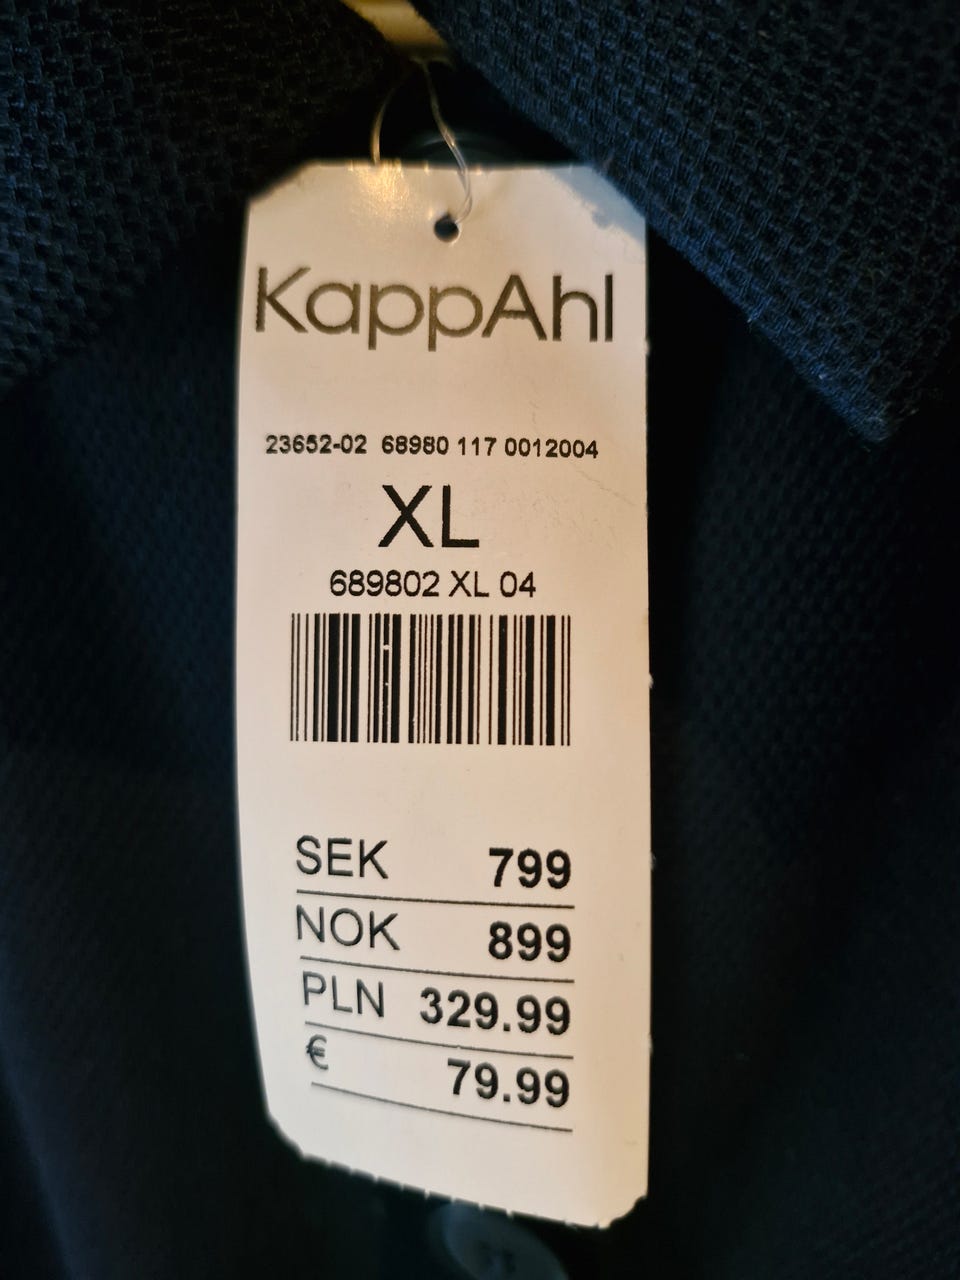 KappAhl
23652-02 68980 117 0012004
XL
689802 XL 04
SEK 799
NOK 899
PLN 329.99
€ 79.99